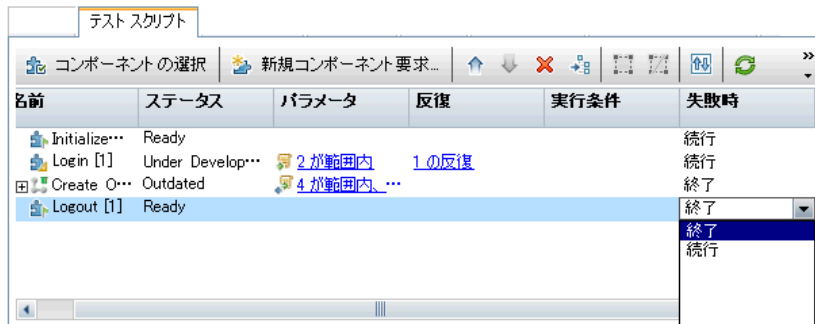 テスト スクリプト
コンポーネントの選択 新規コンポーネント要求...
名前 ステータス パラメータ 反復 実行条件 失敗時
Initialize... Ready 続行
Login [1] Under Develop... 2 が範囲内 1 の反復 続行
Create O... Outdated 4 が範囲内、... 終了
Logout [1] Ready 終了
終了
続行